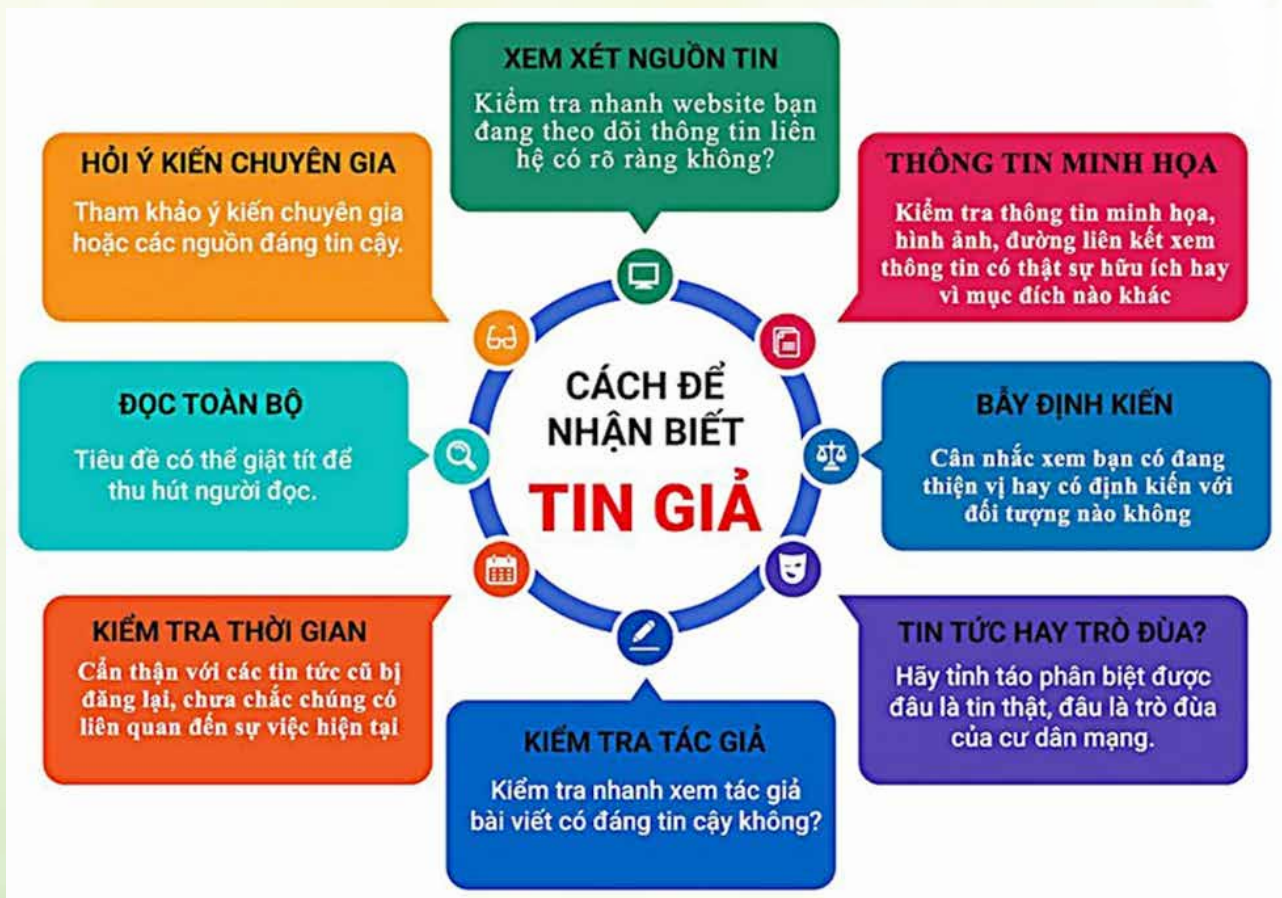 XEM XÉT NGUỒN TIN
Kiểm tra nhanh website bạn
đang theo dõi thông tin liên
hệ có rõ ràng không?
THÔNG TIN MINH HỌA
Kiểm tra thông tin minh họa,
hình ảnh, đường liên kết xem
thông tin có thật sự hữu ích hay
vì mục đích nào khác
BẪY ĐỊNH KIẾN
Cân nhắc xem bạn có đang
thiện vị hay có định kiến với
đối tượng nào không
TIN TỨC HAY TRÒ ĐÙA?
Hãy tỉnh táo phân biệt được
đâu là tin thật, đâu là trò đùa
của cư dân mạng.
KIỂM TRA TÁC GIẢ
Kiểm tra nhanh xem tác giả
bài viết có đáng tin cậy không?
KIỂM TRA THỜI GIAN
Cẩn thận với các tin tức cũ bị
đăng lại, chưa chắc chúng có
liên quan đến sự việc hiện tại
ĐỌC TOÀN BỘ
Tiêu đề có thể giật tít để
thu hút người đọc.
HỎI Ý KIẾN CHUYÊN GIA
Tham khảo ý kiến chuyên gia
hoặc các nguồn đáng tin cậy.
CÁCH ĐỂ
NHẬN BIẾT
TIN GIẢ